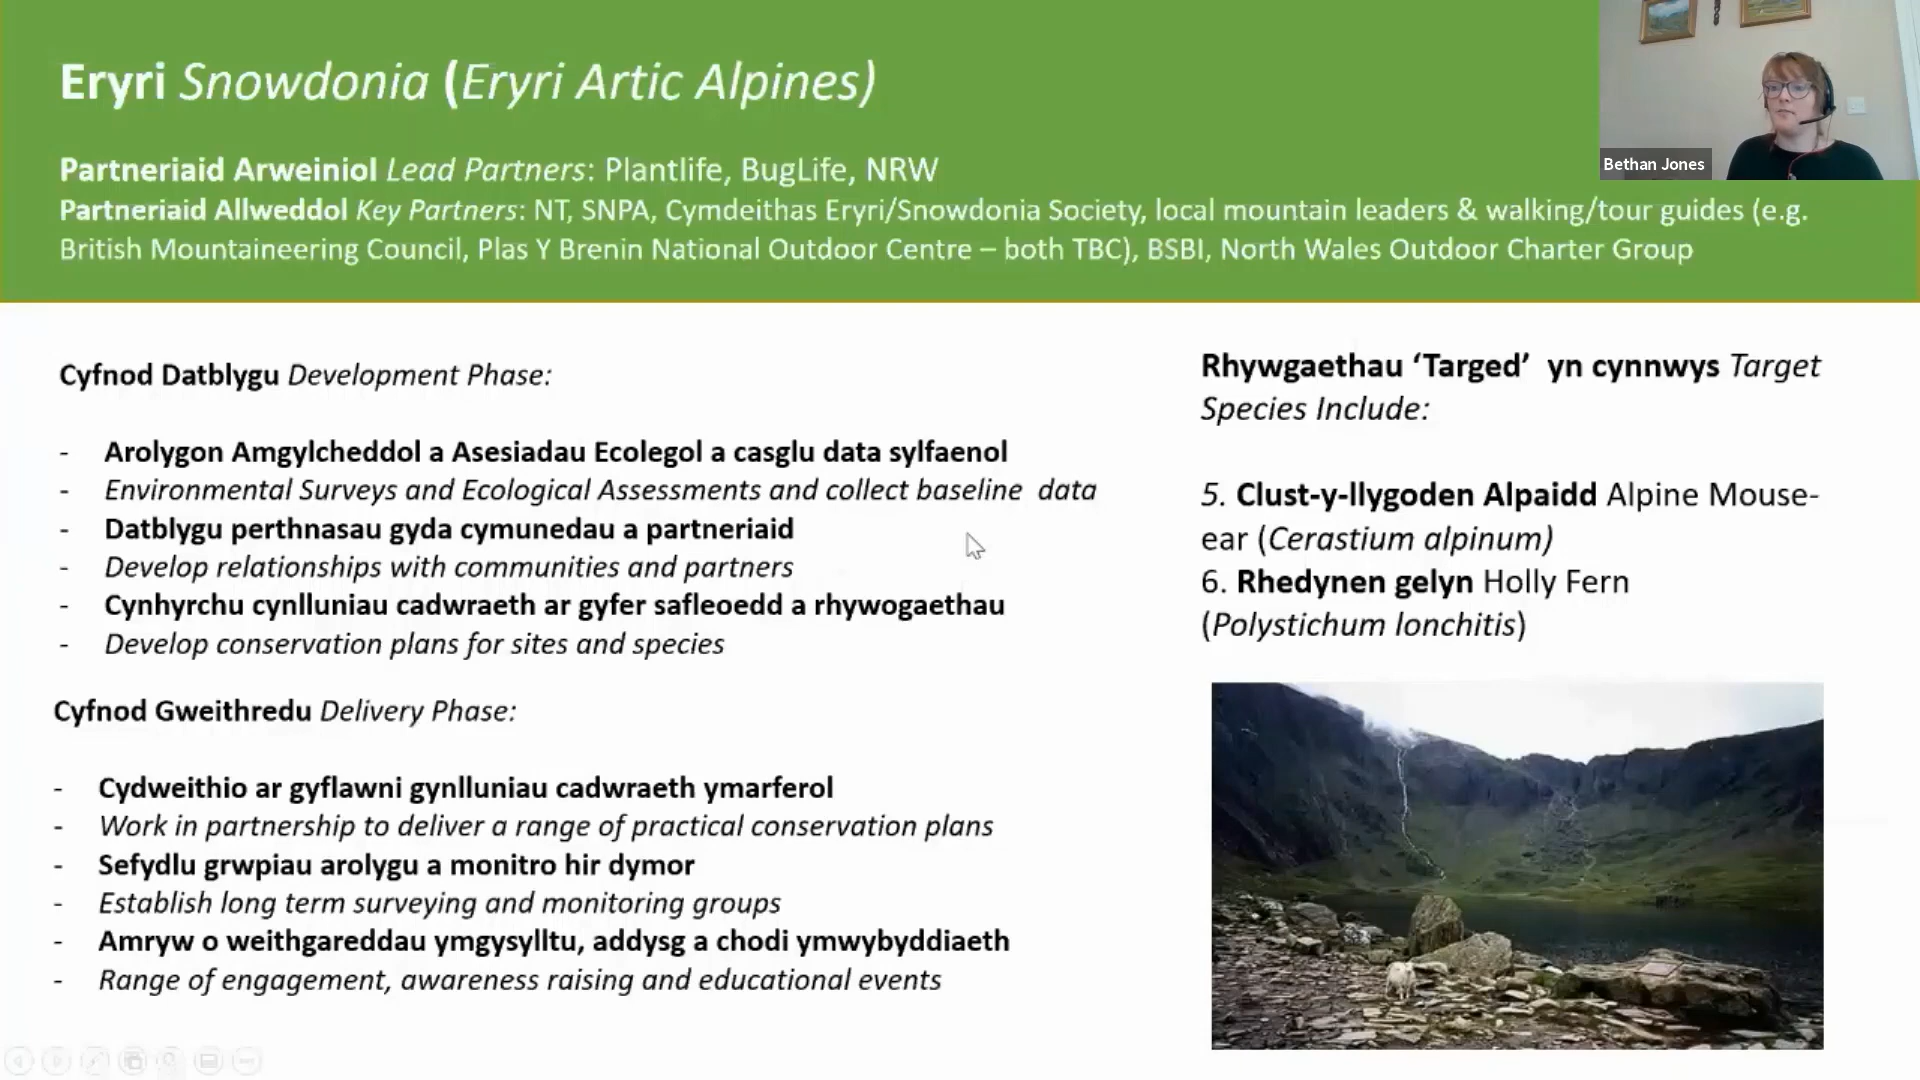 Eryri Snowdonia (Eryri Artic Alpines)
Bethan Jones
Partneriaid Arweiniol Lead Partners: Plantlife, BugLife, NRW
Partneriaid Allweddol Key Partners: NT, SNPA, Cymdeithas Eryri/Snowdonia Society, local mountain leaders & walking/tour guides (e.g.
British Mountaineering Council, Plas Y Brenin National Outdoor Centre – both TBC), BSBI, North Wales Outdoor Charter Group
Cyfnod Datblygu Development Phase:
- Arolygon Amgylcheddol a Asesiadau Ecolegol a casglu data sylfaenol
- Environmental Surveys and Ecological Assessments and collect baseline data
- Datblygu perthnasau gyda cymunedau a partneriaid
- Develop relationships with communities and partners
- Cynhyrchu cynlluniau cadwraeth ar gyfer safleoedd a rhywogaethau
- Develop conservation plans for sites and species
Cyfnod Gweithredu Delivery Phase:
- Cydweithio ar gyflawni gynlluniau cadwraeth ymarferol
- Work in partnership to deliver a range of practical conservation plans
- Sefydlu grwpiau arolygu a monitro hir dymor
- Establish long term surveying and monitoring groups
- Amryw o weithgareddau ymgysylltu, addysg a chodi ymwybyddiaeth
- Range of engagement, awareness raising and educational events
Rhywgaethau ‘Targed’ yn cynnwys Target
Species Include:
5. Clust-y-llygoden Alpaidd Alpine Mouse-
ear (Cerastium alpinum)
6. Rhedynen gelyn Holly Fern
(Polystichum lonchitis)